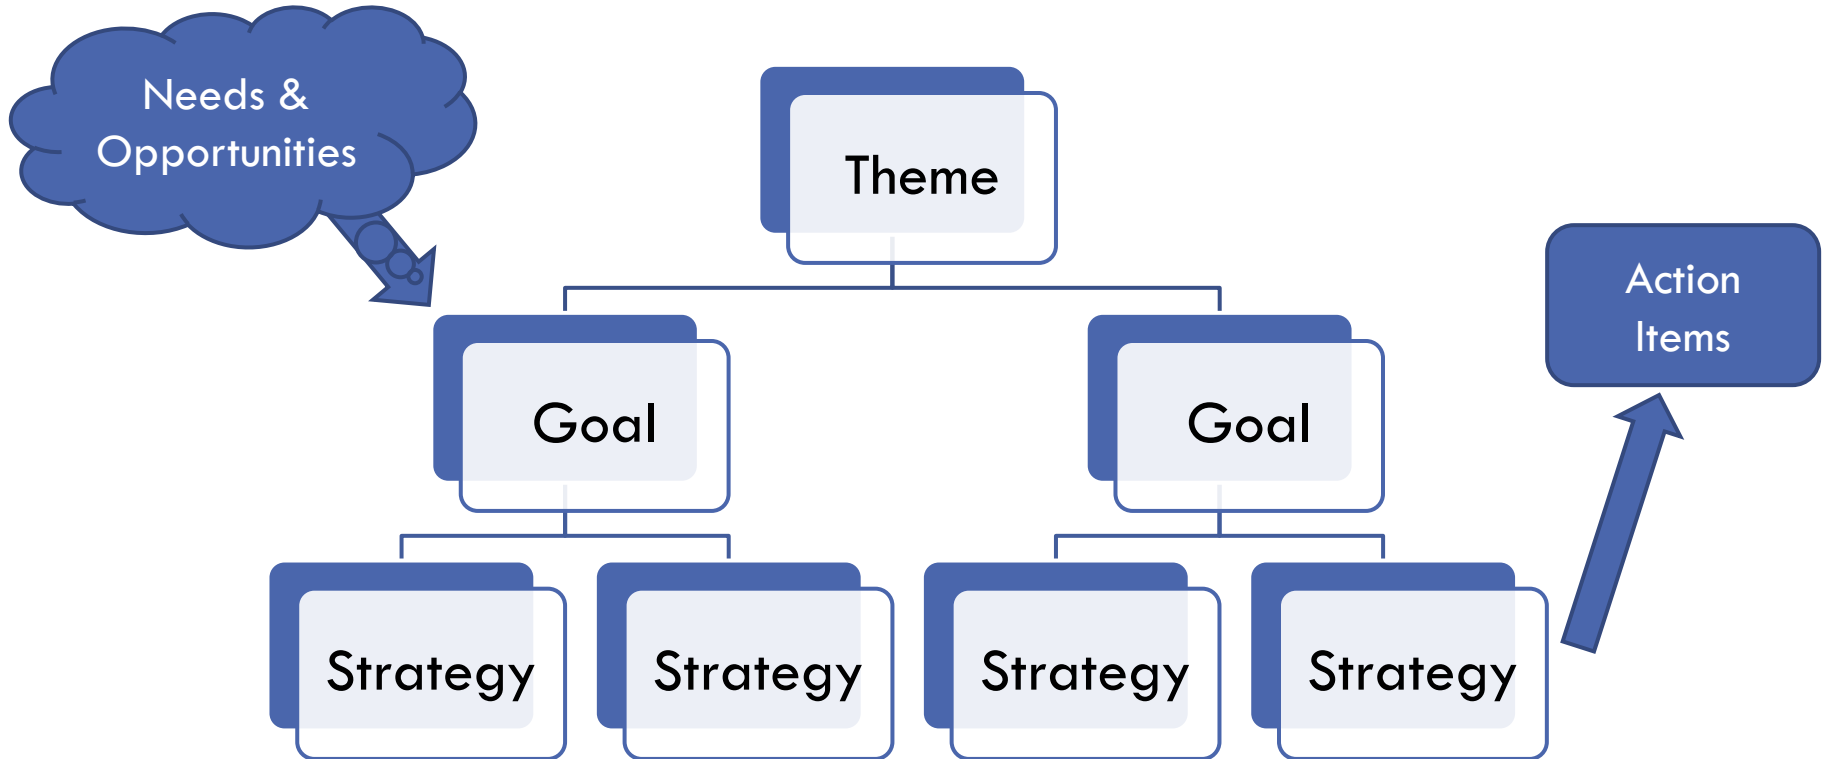 Needs &
Opportunities
Theme
Action
Items
Goal
Goal
Strategy
Strategy
Strategy
Strategy